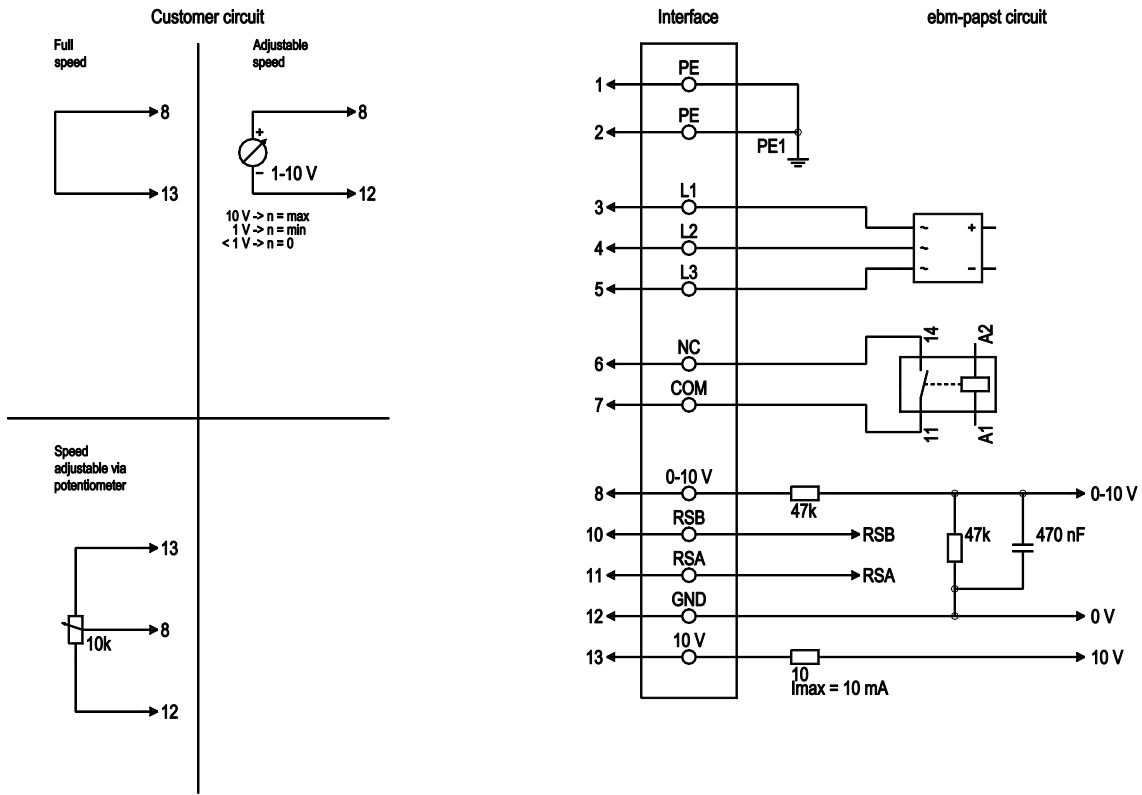 Customer circuit
Interface
ebm-papst circuit
Full
speed
8
13
Adjustable
speed
8
+
1-10 V
−
12
10 V -> n = max
1 V -> n = min
< 1 V -> n = 0
Speed
adjustable via
potentiometer
13
8
10k
12
1
PE
2
PE
PE1
3
L1
~
+
4
L2
~
5
L3
~
−
6
NC
14
A2
7
COM
11
A1
8
0-10 V
47k
0-10 V
47k
470 nF
10
RSB
RSB
11
RSA
RSA
12
GND
0 V
13
10 V
10
Imax = 10 mA
10 V